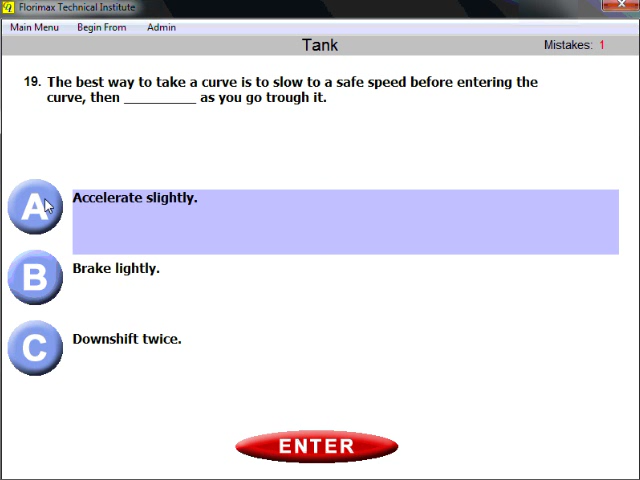 Florimax Technical Institute
Main Menu Begin From Admin
Tank Mistakes: 1
19. The best way to take a curve is to slow to a safe speed before entering the
curve, then __________ as you go trough it.
A Accelerate slightly.
B Brake lightly.
C Downshift twice.
ENTER